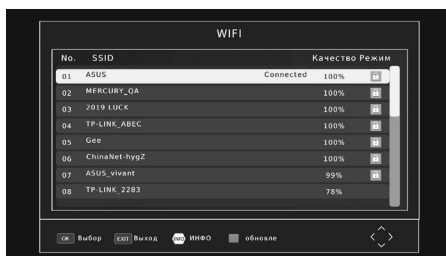 WIFI
No. SSID Качество Режим
01 ASUS Connected 100%
02 MERCURY_QA 100%
03 2019 LUCK 100%
04 TP-LINK_ABEC 100%
05 Gee 100%
06 ChinaNet-hygZ 100%
07 ASUS_vivant 99%
08 TP-LINK_2283 78%
OK Выбор EXIT Выход INFO ИНФО обновле